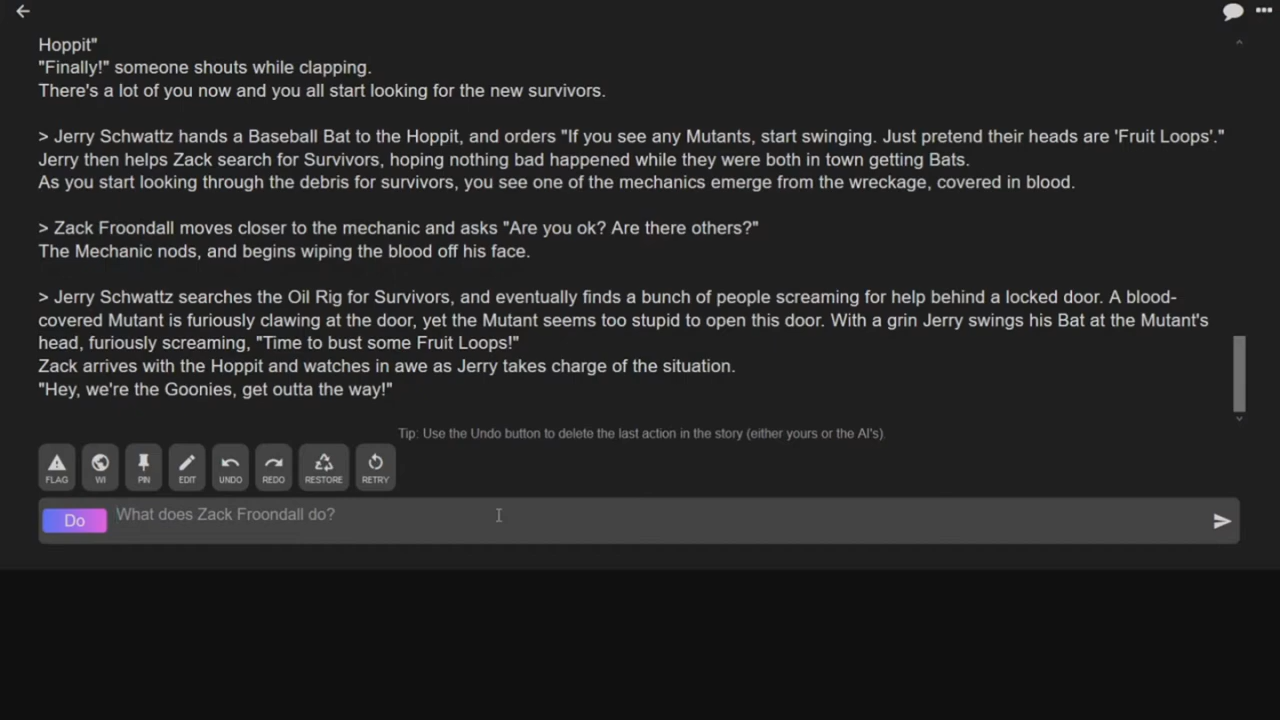 Hoppit"
"Finally!" someone shouts while clapping.
There's a lot of you now and you all start looking for the new survivors.
> Jerry Schwattz hands a Baseball Bat to the Hoppit, and orders "If you see any Mutants, start swinging. Just pretend their heads are 'Fruit Loops'."
Jerry then helps Zack search for Survivors, hoping nothing bad happened while they were both in town getting Bats.
As you start looking through the debris for survivors, you see one of the mechanics emerge from the wreckage, covered in blood.
> Zack Froondall moves closer to the mechanic and asks "Are you ok? Are there others?"
The Mechanic nods, and begins wiping the blood off his face.
> Jerry Schwattz searches the Oil Rig for Survivors, and eventually finds a bunch of people screaming for help behind a locked door. A blood-
covered Mutant is furiously clawing at the door, yet the Mutant seems too stupid to open this door. With a grin Jerry swings his Bat at the Mutant's
head, furiously screaming, "Time to bust some Fruit Loops!"
Zack arrives with the Hoppit and watches in awe as Jerry takes charge of the situation.
"Hey, we're the Goonies, get outta the way!"
Tip: Use the Undo button to delete the last action in the story (either yours or the AI's).
FLAG WI PIN EDIT UNDO REDO RESTORE RETRY
Do What does Zack Froondall do?